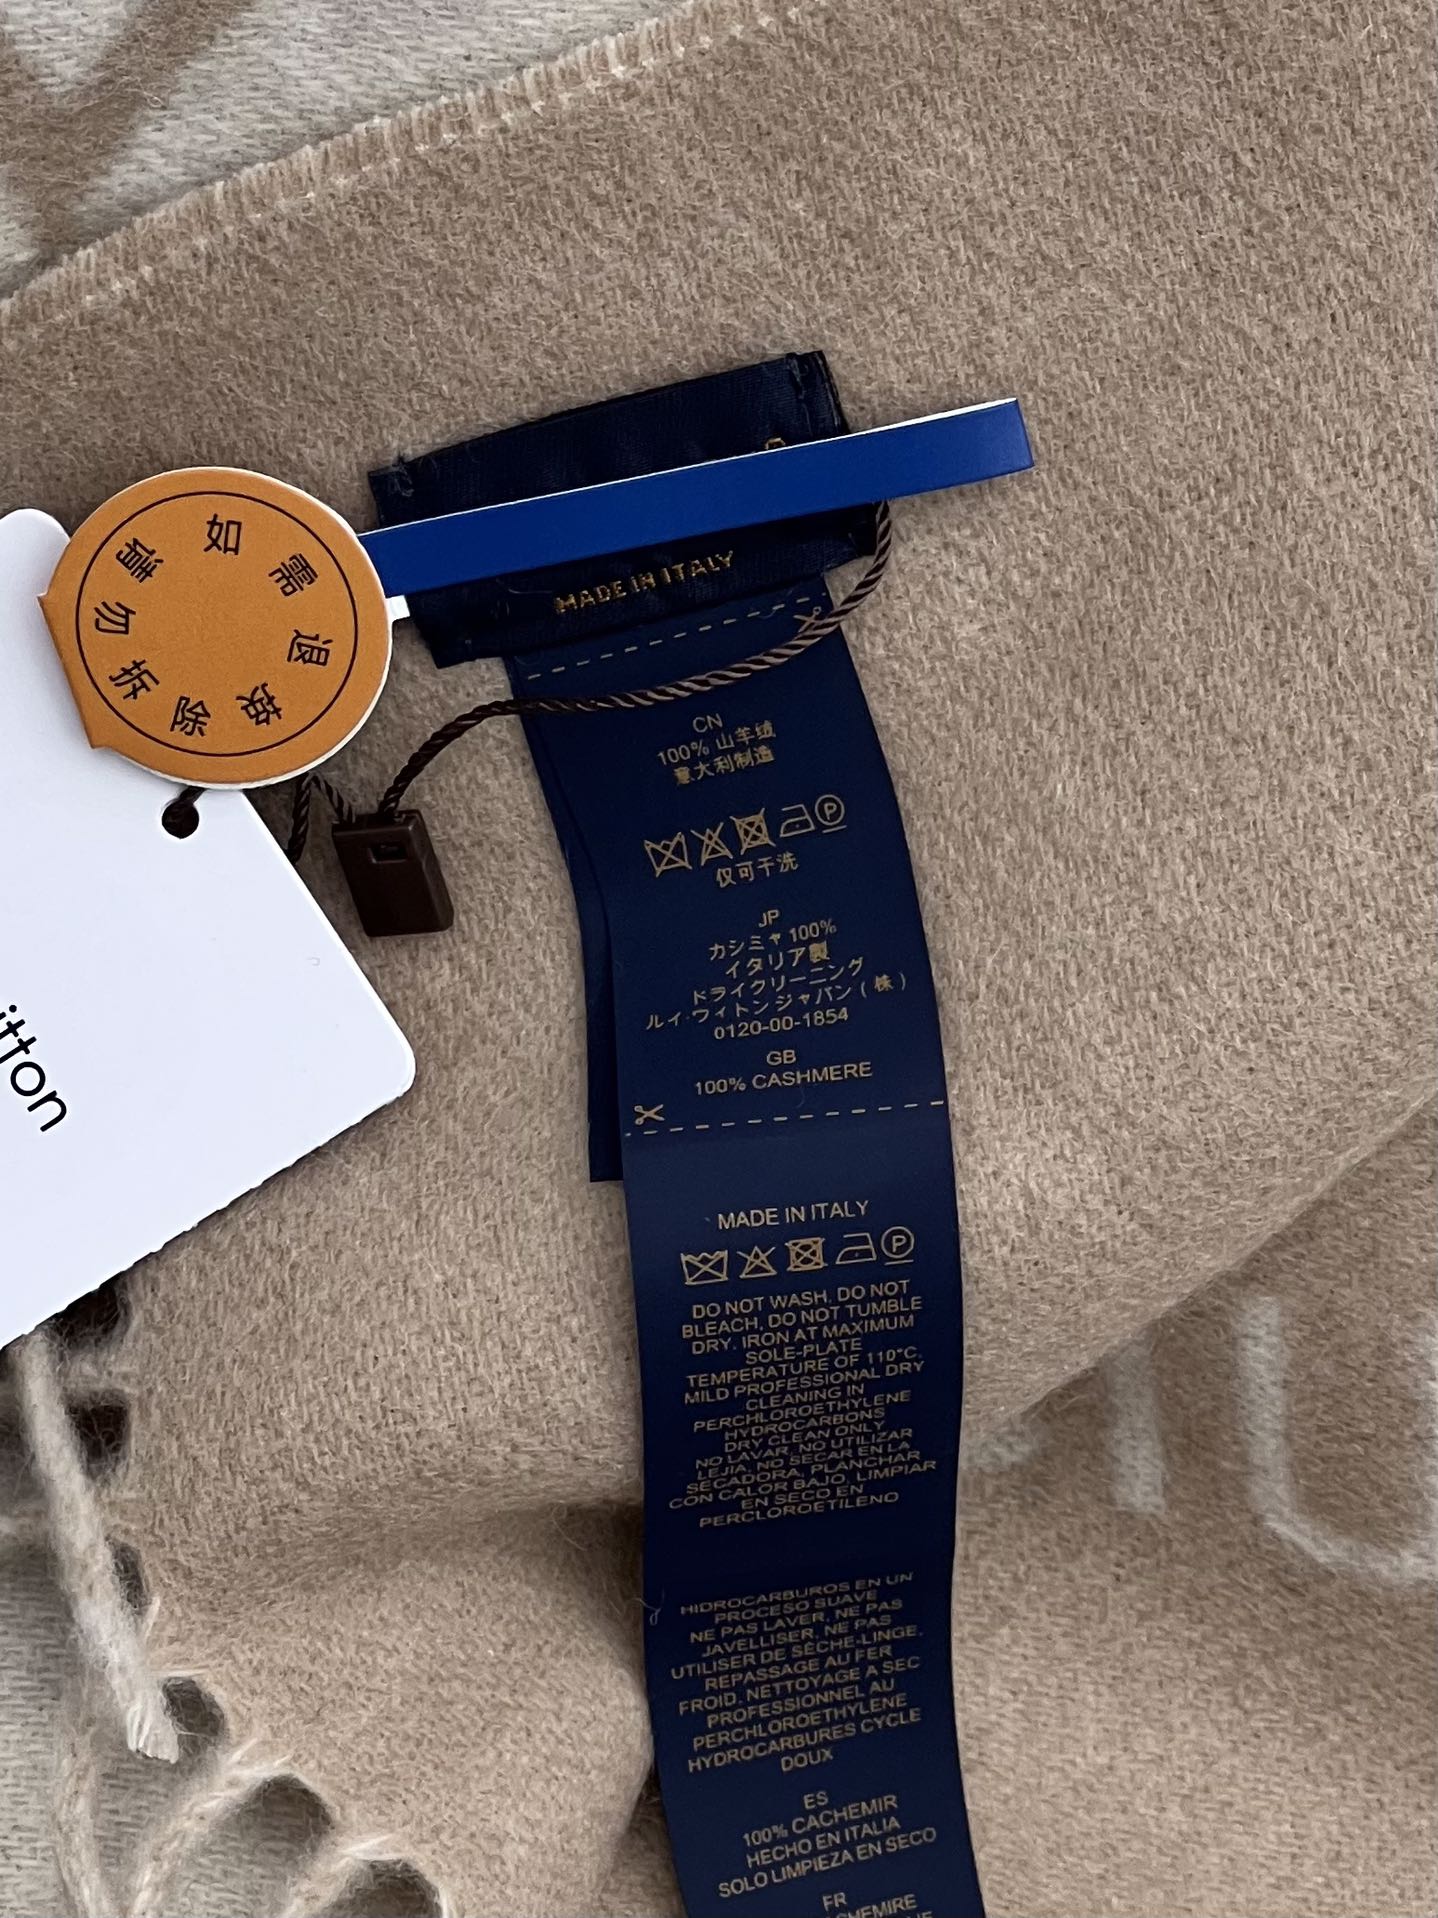 如需退换请勿拆除
itton
MADE IN ITALY
CN
100% 山羊绒
意大利制造
P
仅可干洗
JP
カシミヤ 100%
イタリア製
ドライクリーニング
ルイ·ウィトンジャパン ( 株 )
0120-00-1854
GB
100% CASHMERE
MADE IN ITALY
P
DO NOT WASH, DO NOT
BLEACH, DO NOT TUMBLE
DRY. IRON AT MAXIMUM
SOLE-PLATE
TEMPERATURE OF 110°C.
MILD PROFESSIONAL DRY
CLEANING IN
PERCHLOROETHYLENE
HYDROCARBONS
DRY CLEAN ONLY
NO LAVAR, NO UTILIZAR
LEJIA, NO SECAR EN LA
SECADORA, PLANCHAR
CON CALOR BAJO, LIMPIAR
EN SECO EN
PERCLOROETILENO
HIDROCARBUROS EN UN
PROCESO SUAVE
NE PAS LAVER, NE PAS
JAVELLISER, NE PAS
UTILISER DE SÈCHE-LINGE,
REPASSAGE AU FER
FROID. NETTOYAGE A SEC
PROFESSIONNEL AU
PERCHLOROETHYLENE
HYDROCARBURES CYCLE
DOUX
ES
100% CACHEMIR
HECHO EN ITALIA
SOLO LIMPIEZA EN SECO
FR